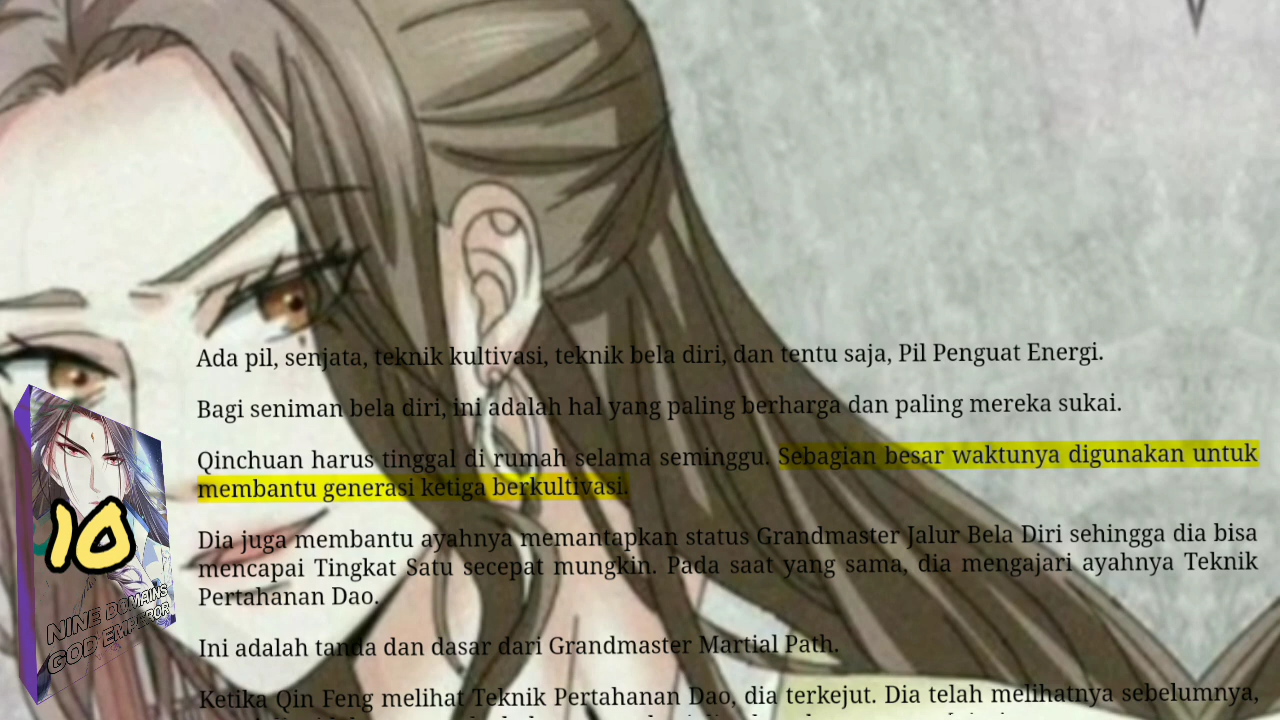 Ada pil, senjata, teknik kultivasi, teknik bela diri, dan tentu saja, Pil Penguat Energi.
Bagi seniman bela diri, ini adalah hal yang paling berharga dan paling mereka sukai.
Qinchuan harus tinggal di rumah selama seminggu. Sebagian besar waktunya digunakan untuk
membantu generasi ketiga berkultivasi.
Dia juga membantu ayahnya memantapkan status Grandmaster Jalur Bela Diri sehingga dia bisa
mencapai Tingkat Satu secepat mungkin. Pada saat yang sama, dia mengajari ayahnya Teknik
Pertahanan Dao.
Ini adalah tanda dan dasar dari Grandmaster Martial Path.
Ketika Qin Feng melihat Teknik Pertahanan Dao, dia terkejut. Dia telah melihatnya sebelumnya,
10
NINE DOMAINS
GOD EMPEROR